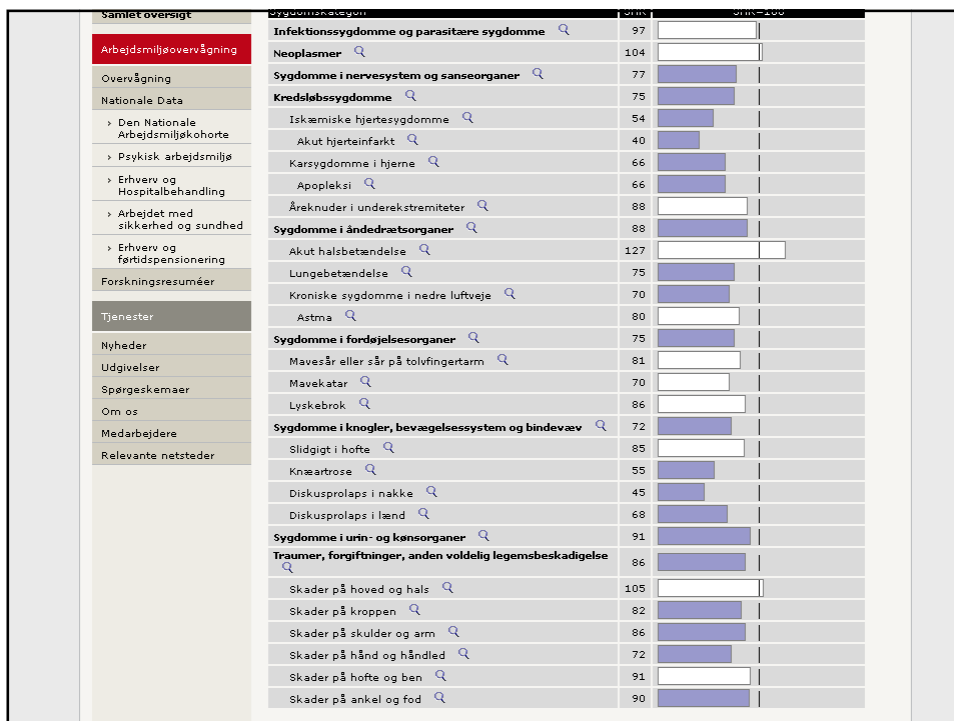 Samlet oversigt
Arbejdsmiljøovervågning
Overvågning
Nationale Data
› Den Nationale
Arbejdsmiljøkohorte
› Psykisk arbejdsmiljø
› Erhverv og
Hospitalbehandling
› Arbejdet med
sikkerhed og sundhed
› Erhverv og
førtidspensionering
Forskningsresuméer
Tjenester
Nyheder
Udgivelser
Spørgeskemaer
Om os
Medarbejdere
Relevante netsteder
Sygdomskategori SHR SHR=100
Infektionssygdomme og parasitære sygdomme 97
Neoplasmer 104
Sygdomme i nervesystem og sanseorganer 77
Kredsløbssygdomme 75
Iskæmiske hjertesygdomme 54
Akut hjerteinfarkt 40
Karsygdomme i hjerne 66
Apopleksi 66
Åreknuder i underekstremiteter 88
Sygdomme i åndedrætsorganer 88
Akut halsbetændelse 127
Lungebetændelse 75
Kroniske sygdomme i nedre luftveje 70
Astma 80
Sygdomme i fordøjelsesorganer 75
Mavesår eller sår på tolvfingertarm 81
Mavekatar 70
Lyskebrok 86
Sygdomme i knogler, bevægelsessystem og bindevæv 72
Slidgigt i hofte 85
Knæartrose 55
Diskusprolaps i nakke 45
Diskusprolaps i lænd 68
Sygdomme i urin- og kønsorganer 91
Traumer, forgiftninger, anden voldelig legemsbeskadigelse 86
Skader på hoved og hals 105
Skader på kroppen 82
Skader på skulder og arm 86
Skader på hånd og håndled 72
Skader på hofte og ben 91
Skader på ankel og fod 90